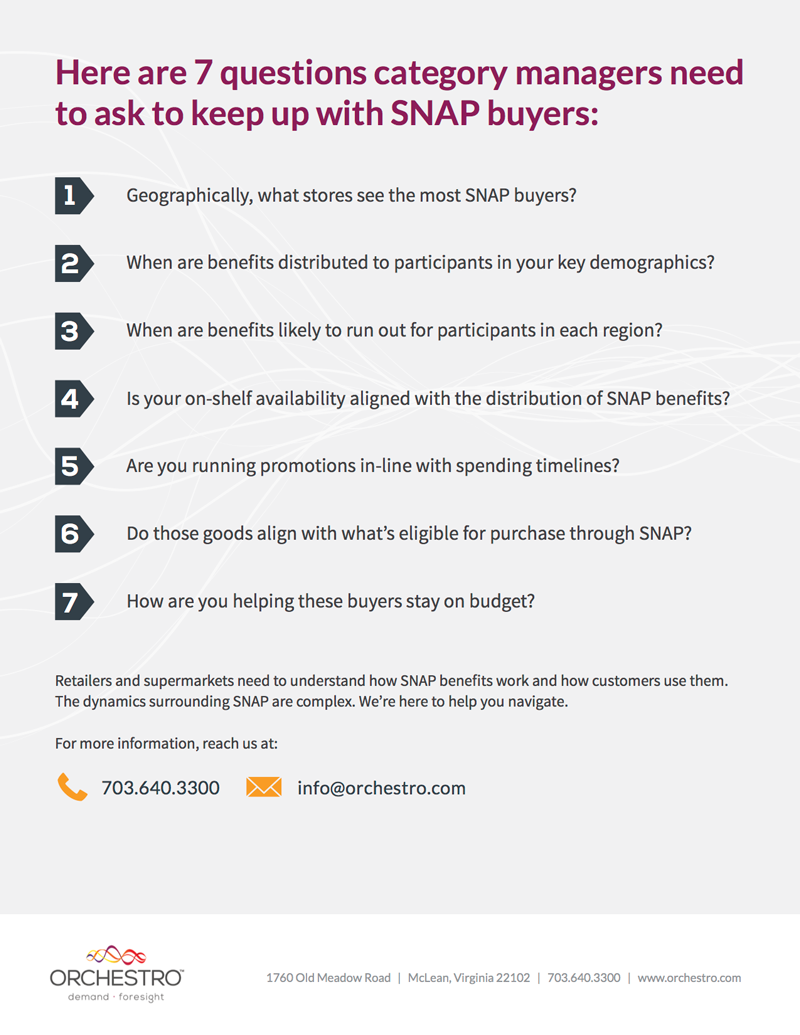 Here are 7 questions category managers need
to ask to keep up with SNAP buyers:
1 Geographically, what stores see the most SNAP buyers?
2 When are benefits distributed to participants in your key demographics?
3 When are benefits likely to run out for participants in each region?
4 Is your on-shelf availability aligned with the distribution of SNAP benefits?
5 Are you running promotions in-line with spending timelines?
6 Do those goods align with what's eligible for purchase through SNAP?
7 How are you helping these buyers stay on budget?
Retailers and supermarkets need to understand how SNAP benefits work and how customers use them.
The dynamics surrounding SNAP are complex. We're here to help you navigate.
For more information, reach us at:
703.640.3300 info@orchestro.com
ORCHESTRO™
demand · foresight
1760 Old Meadow Road | McLean, Virginia 22102 | 703.640.3300 | www.orchestro.com